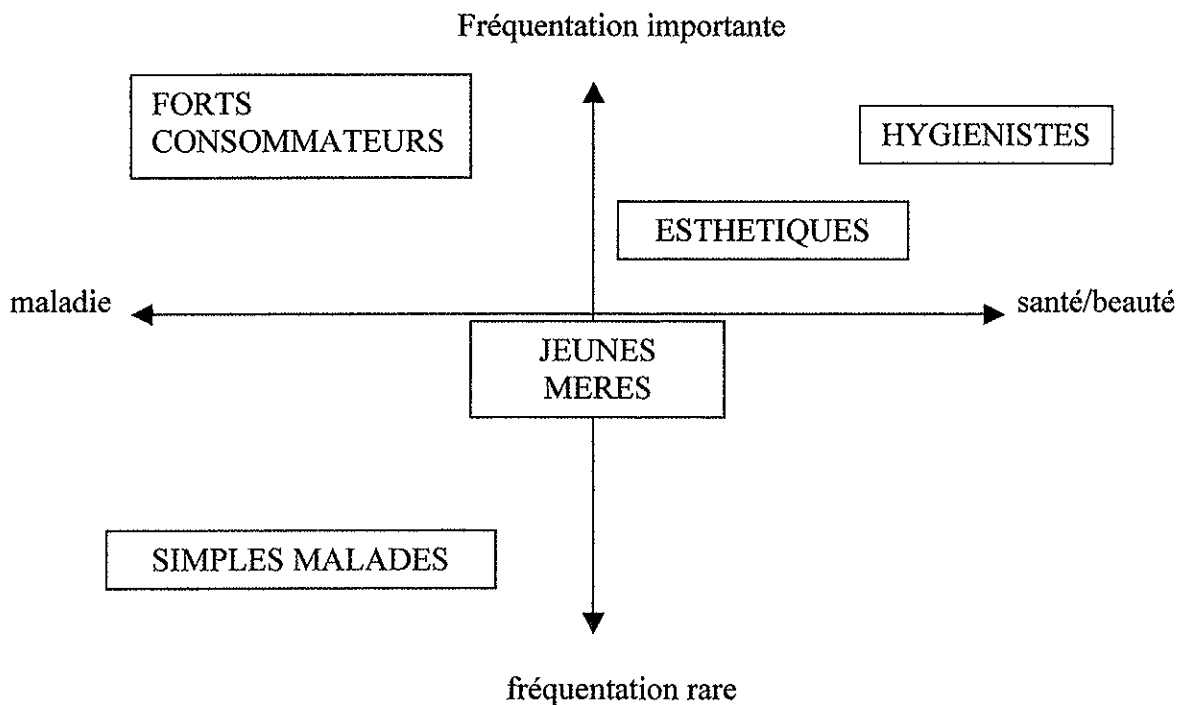 Fréquentation importante
FORTS
CONSOMMATEURS
HYGIENISTES
ESTHETIQUES
maladie
santé/beauté
JEUNES
MERES
SIMPLES MALADES
fréquentation rare